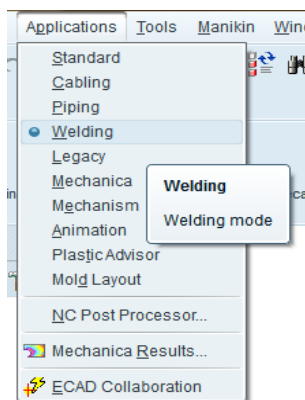 Applications Tools Manikin Win
Standard
Cabling
Piping
Welding
Legacy
Mechanica
Mechanism
Animation
Plastic Advisor
Mold Layout
NC Post Processor...
Mechanica Results...
ECAD Collaboration
Welding
Welding mode